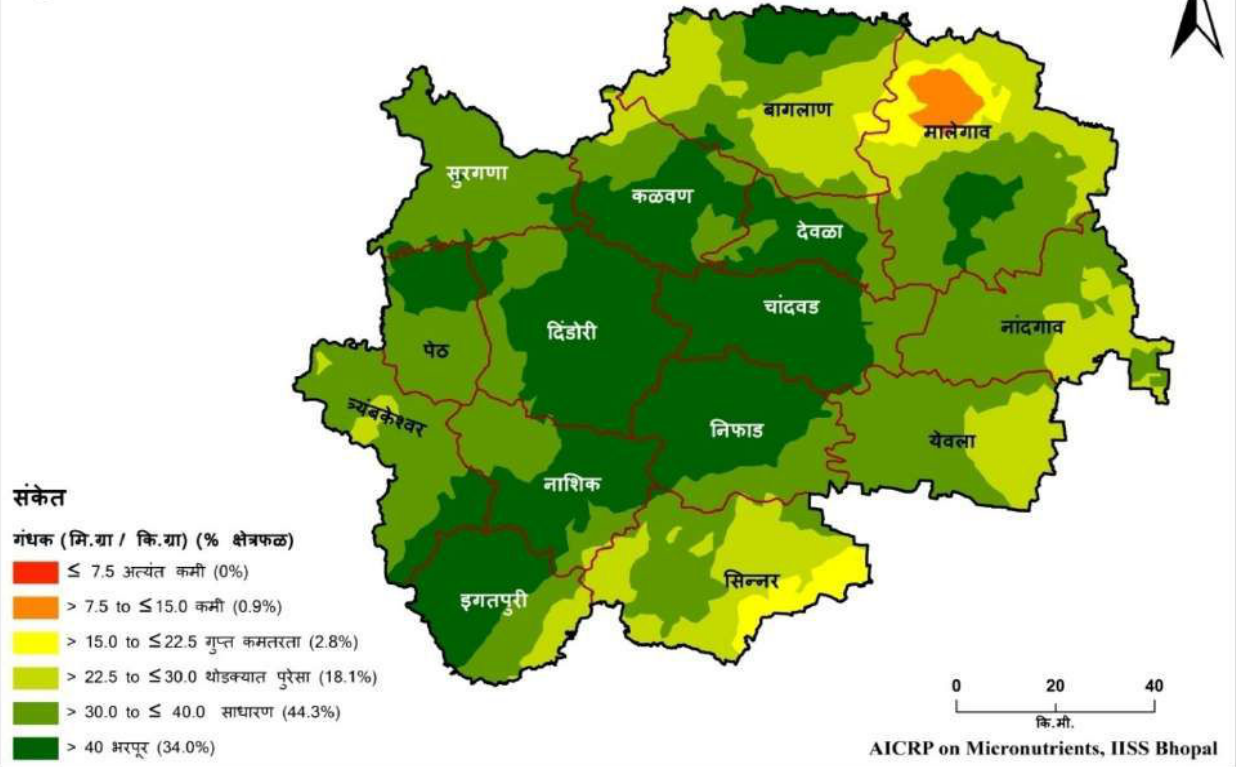 बागलाण
मालेगाव
सुरगणा
कळवण
देवळा
चांदवड
नांदगाव
दिंडोरी
पेठ
त्र्यंबकेश्वर
निफाड
येवला
नाशिक
सिन्नर
इगतपुरी
संकेत
गंधक (मि.ग्रा / कि.ग्रा) (% क्षेत्रफळ)
≤ 7.5 अत्यंत कमी (0%)
> 7.5 to ≤15.0 कमी (0.9%)
> 15.0 to ≤22.5 गुप्त कमतरता (2.8%)
> 22.5 to ≤30.0 थोडक्यात पुरेसा (18.1%)
> 30.0 to ≤ 40.0 साधारण (44.3%)
> 40 भरपूर (34.0%)
0 20 40
कि.मी.
AICRP on Micronutrients, IISS Bhopal